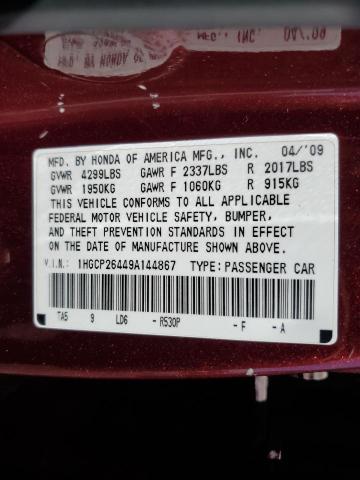 MFD. BY HONDA OF AMERICA MFG., INC. 04/'09
GVWR 4299LBS GAWR F 2337LBS R 2017LBS
GVWR 1950KG GAWR F 1060KG R 915KG
THIS VEHICLE CONFORMS TO ALL APPLICABLE
FEDERAL MOTOR VEHICLE SAFETY, BUMPER,
AND THEFT PREVENTION STANDARDS IN EFFECT
ON THE DATE OF MANUFACTURE SHOWN ABOVE.
V.I.N.: 1HGCP26449A144867 TYPE: PASSENGER CAR
TA5 9 LD6 - R530P - F - A